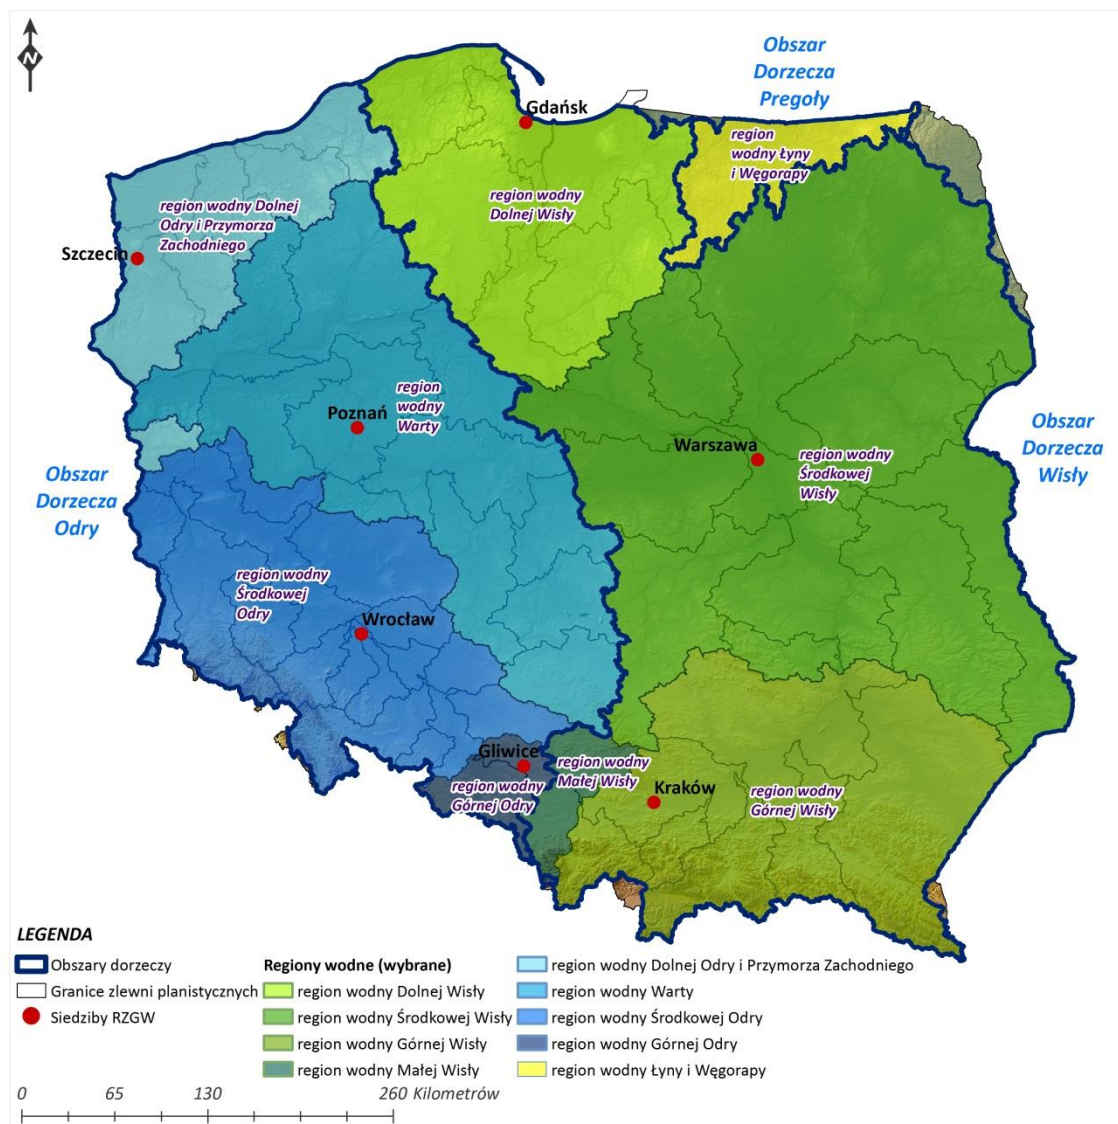 N
Obszar
Dorzecza
Pregoły
Gdańsk
region
wodny Łyny
i Węgorapy
region wodny Dolnej
Odry i Przymorza
Zachodniego
region wodny
Dolnej Wisły
Szczecin
Poznań
region
wodny
Warty
Warszawa
region wodny
Środkowej
Wisły
Obszar
Dorzecza
Wisły
Obszar
Dorzecza
Odry
region wodny
Środkowej
Odry
Wrocław
Gliwice
region wodny
Górnej Odry
region wodny
Małej Wisły
Kraków
region wodny
Górnej Wisły
LEGENDA
Obszary dorzeczy
Granice zlewni planistycznych
Siedziby RZGW
Regiony wodne (wybrane)
region wodny Dolnej Wisły
region wodny Środkowej Wisły
region wodny Górnej Wisły
region wodny Małej Wisły
region wodny Dolnej Odry i Przymorza Zachodniego
region wodny Warty
region wodny Środkowej Odry
region wodny Górnej Odry
region wodny Łyny i Węgorapy
0 65 130 260 Kilometrów